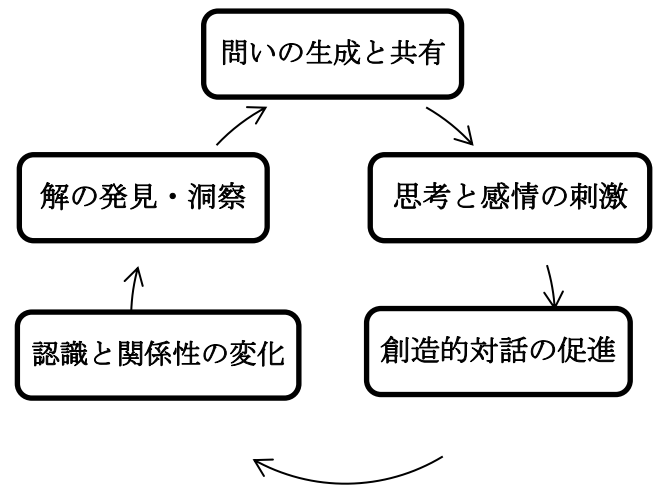 問いの生成と共有
解の発見・洞察
思考と感情の刺激
認識と関係性の変化
創造的対話の促進